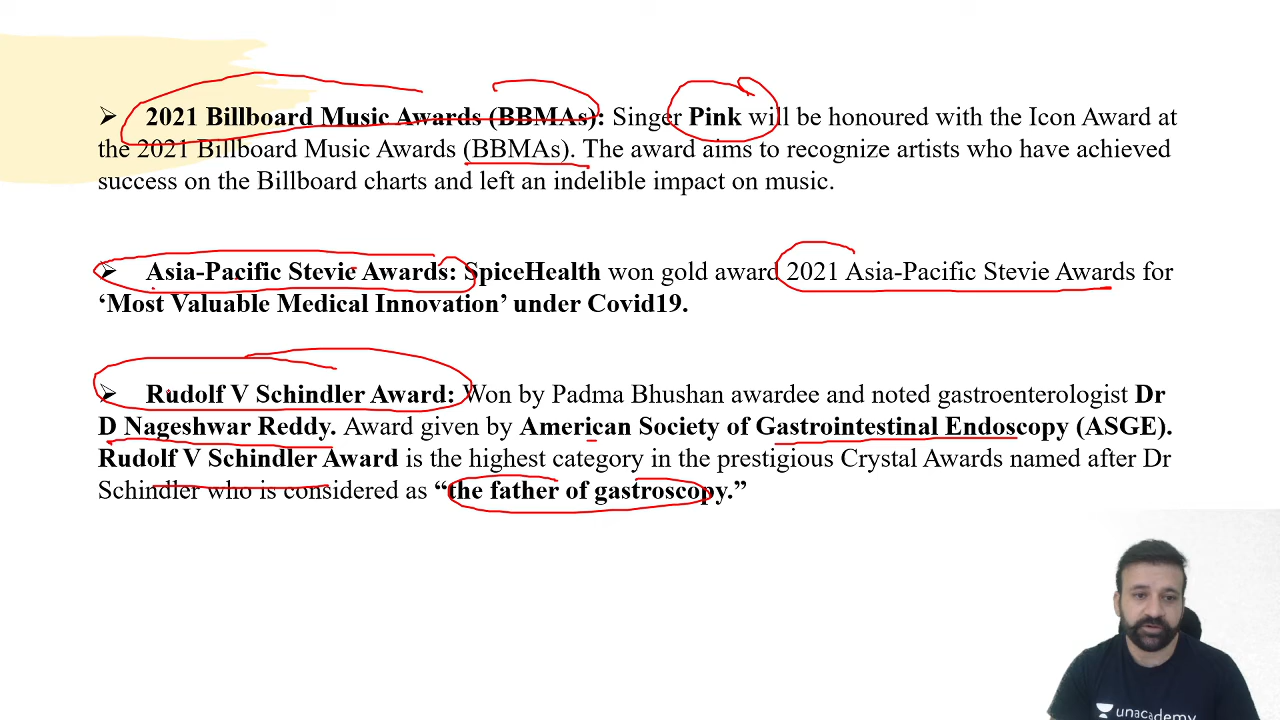 ➢ 2021 Billboard Music Awards (BBMAs): Singer Pink will be honoured with the Icon Award at
the 2021 Billboard Music Awards (BBMAs). The award aims to recognize artists who have achieved
success on the Billboard charts and left an indelible impact on music.
➢ Asia-Pacific Stevie Awards: SpiceHealth won gold award 2021 Asia-Pacific Stevie Awards for
‘Most Valuable Medical Innovation’ under Covid19.
➢ Rudolf V Schindler Award: Won by Padma Bhushan awardee and noted gastroenterologist Dr
D Nageshwar Reddy. Award given by American Society of Gastrointestinal Endoscopy (ASGE).
Rudolf V Schindler Award is the highest category in the prestigious Crystal Awards named after Dr
Schindler who is considered as “the father of gastroscopy.”
unacademy